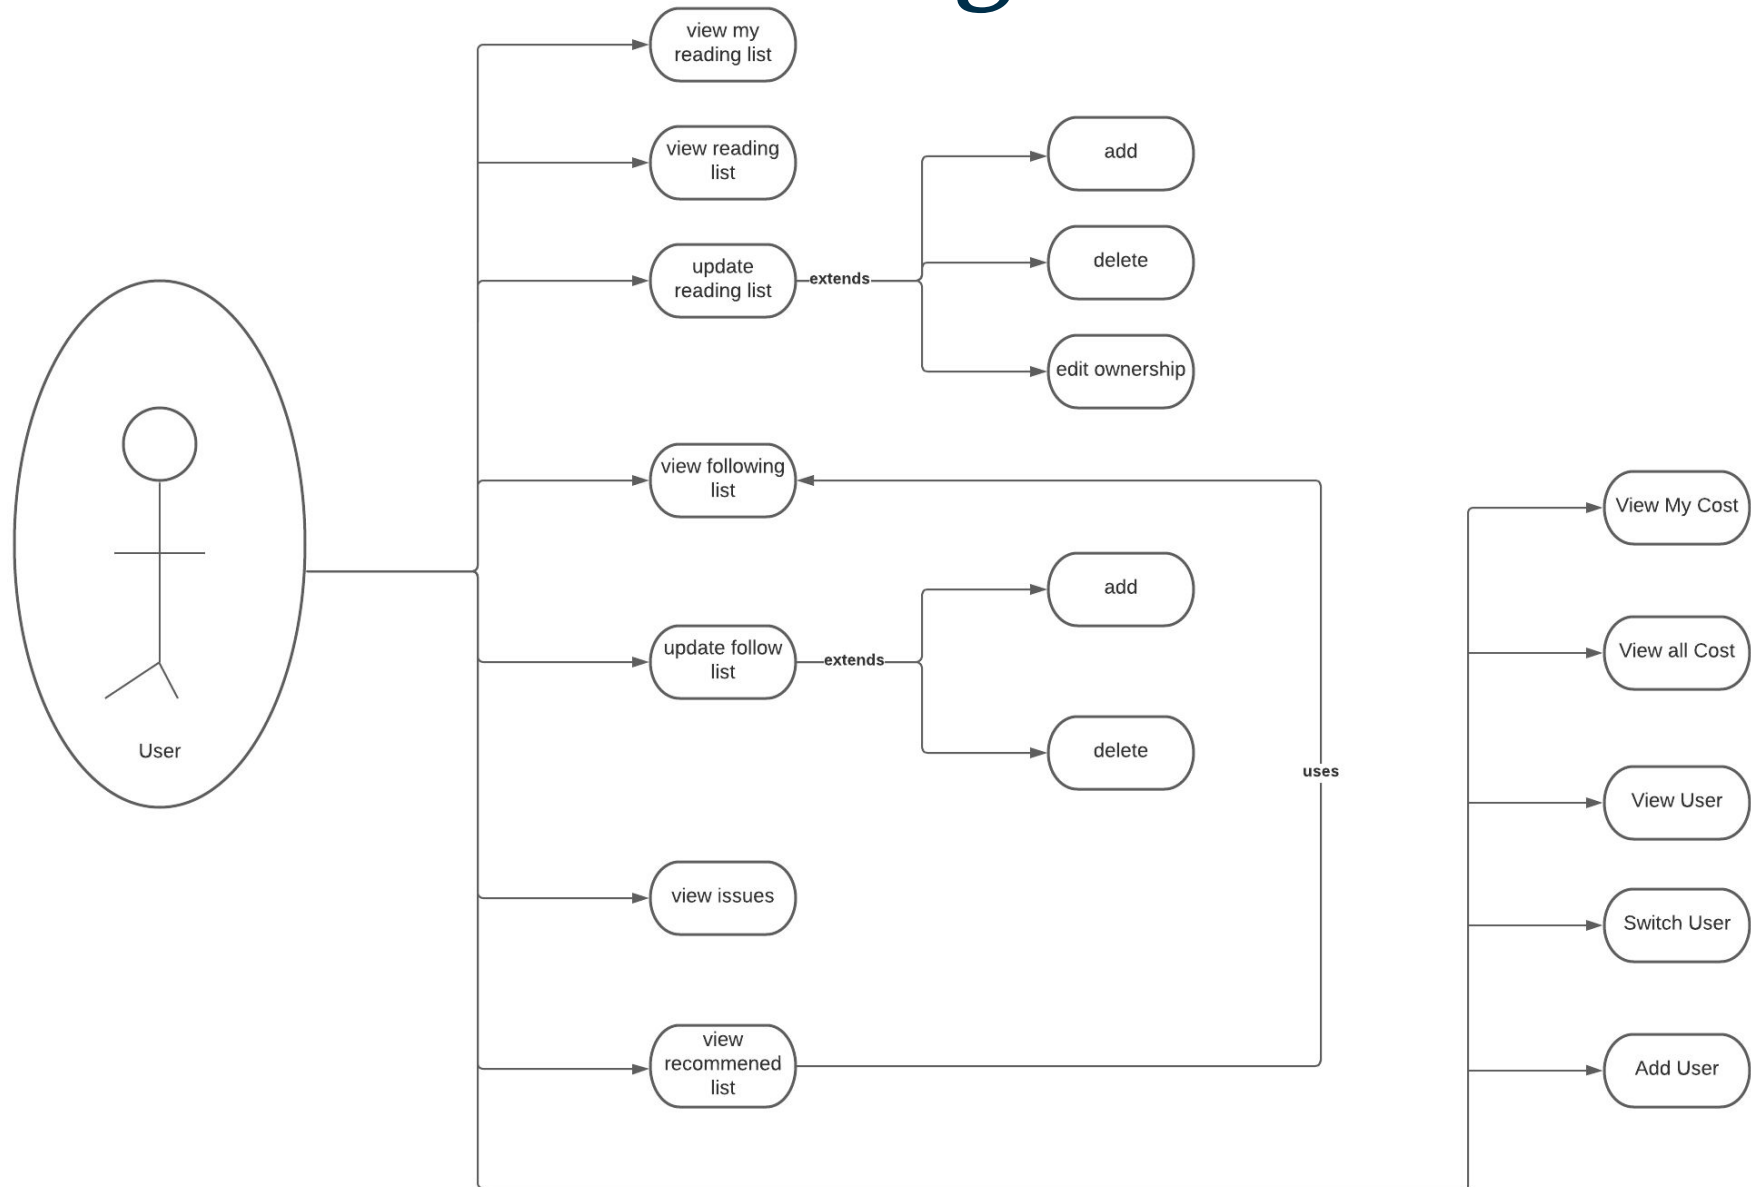 view my
reading list
view reading
list
add
update
reading list
extends
delete
edit ownership
view following
list
View My Cost
add
update follow
list
extends
View all Cost
delete
User
uses
View User
view issues
Switch User
view
recommened
list
Add User